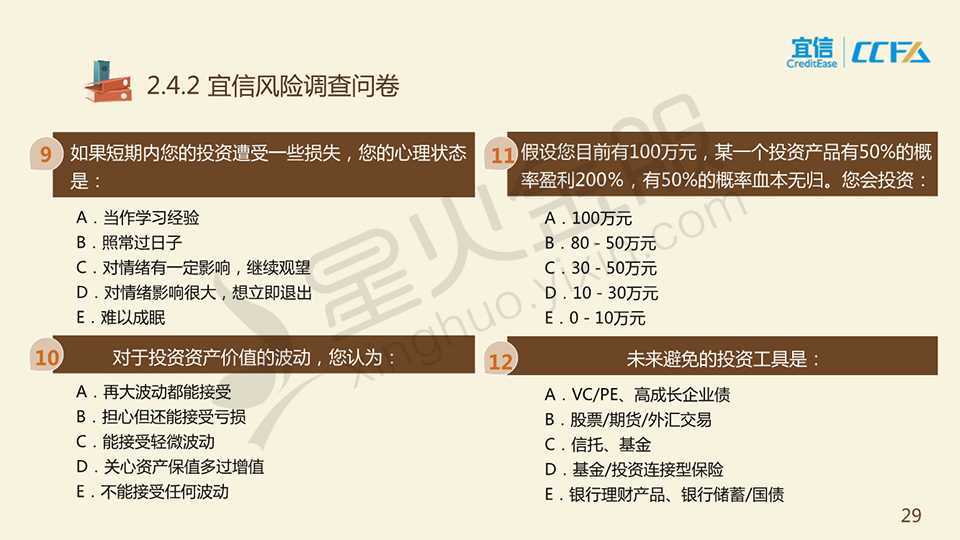 宜信
CreditEase
CCFA
2.4.2 宜信风险调查问卷
9
如果短期内您的投资遭受一些损失，您的心理状态
是：
A．当作学习经验
B．照常过日子
C．对情绪有一定影响，继续观望
D．对情绪影响很大，想立即退出
E．难以成眠
10
对于投资资产价值的波动，您认为：
A．再大波动都能接受
B．担心但还能接受亏损
C．能接受轻微波动
D．关心资产保值多过增值
E．不能接受任何波动
11
假设您目前有100万元，某一个投资产品有50%的概
率盈利200%，有50%的概率血本无归。您会投资：
A．100万元
B．80－50万元
C．30－50万元
D．10－30万元
E．0－10万元
12
未来避免的投资工具是：
A．VC/PE、高成长企业债
B．股票/期货/外汇交易
C．信托、基金
D．基金/投资连接型保险
E．银行理财产品、银行储蓄/国债
星火金服
xinghuo.yixin.com
29